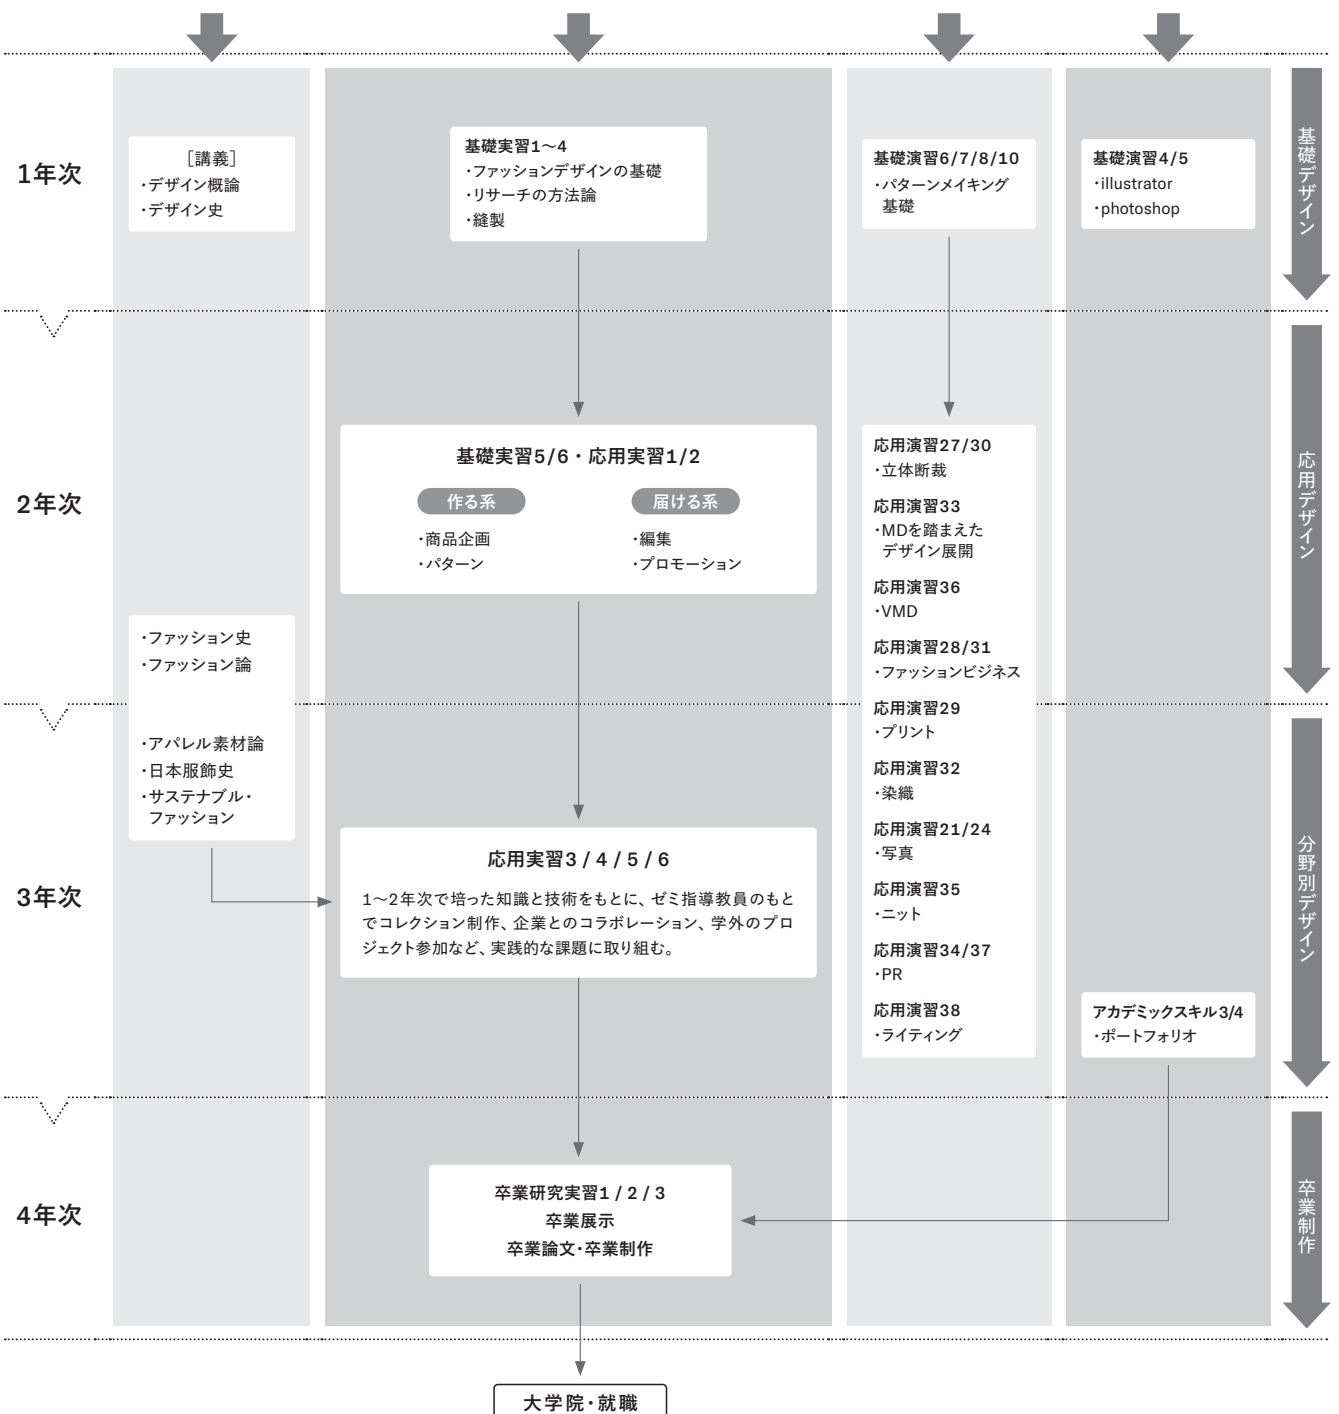 1年次
［講義］
・デザイン概論
・デザイン史
基礎実習1〜4
・ファッションデザインの基礎
・リサーチの方法論
・縫製
基礎演習6/7/8/10
・パターンメイキング
基礎
基礎演習4/5
・illustrator
・photoshop
基礎デザイン
2年次
基礎実習5/6・応用実習1/2
作る系
・商品企画
・パターン
届ける系
・編集
・プロモーション
・ファッション史
・ファッション論
・アパレル素材論
・日本服飾史
・サステナブル・
ファッション
応用演習27/30
・立体断裁
応用演習33
・MDを踏まえた
デザイン展開
応用演習36
・VMD
応用演習28/31
・ファッションビジネス
応用演習29
・プリント
応用演習32
・染織
応用演習21/24
・写真
応用演習35
・ニット
応用演習34/37
・PR
応用演習38
・ライティング
応用デザイン
3年次
応用実習3 / 4 / 5 / 6
1〜2年次で培った知識と技術をもとに、ゼミ指導教員のもと
でコレクション制作、企業とのコラボレーション、学外のプロ
ジェクト参加など、実践的な課題に取り組む。
アカデミックスキル3/4
・ポートフォリオ
分野別デザイン
4年次
卒業研究実習1 / 2 / 3
卒業展示
卒業論文・卒業制作
卒業制作
大学院・就職